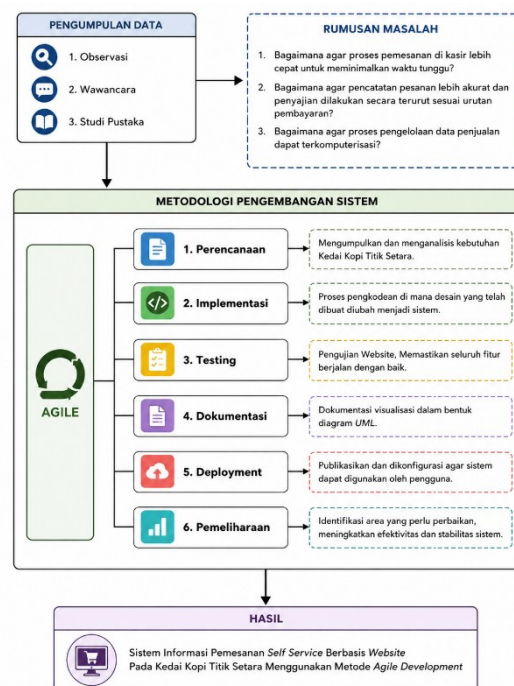 PENGUMPULAN DATA
1. Observasi
2. Wawancara
3. Studi Pustaka
RUMUSAN MASALAH
1. Bagaimana agar proses pemesanan di kasir lebih
cepat untuk meminimalkan waktu tunggu?
2. Bagaimana agar pencatatan pesanan lebih akurat dan
penyajian dilakukan secara terurut sesuai urutan
pembayaran?
3. Bagaimana agar proses pengelolaan data penjualan
dapat terkomputerisasi?
METODOLOGI PENGEMBANGAN SISTEM
AGILE
1. Perencanaan
Mengumpulkan dan menganalisis kebutuhan
Kedai Kopi Titik Setara.
2. Implementasi
Proses pengkodean di mana desain yang telah
dibuat diubah menjadi sistem.
3. Testing
Pengujian Website, Memastikan seluruh fitur
berjalan dengan baik.
4. Dokumentasi
Dokumentasi visualisasi dalam bentuk
diagram UML.
5. Deployment
Publikasikan dan dikonfigurasi agar sistem
dapat digunakan oleh pengguna.
6. Pemeliharaan
Identifikasi area yang perlu perbaikan,
meningkatkan efektivitas dan stabilitas sistem.
HASIL
Sistem Informasi Pemesanan Self Service Berbasis Website
Pada Kedai Kopi Titik Setara Menggunakan Metode Agile Development